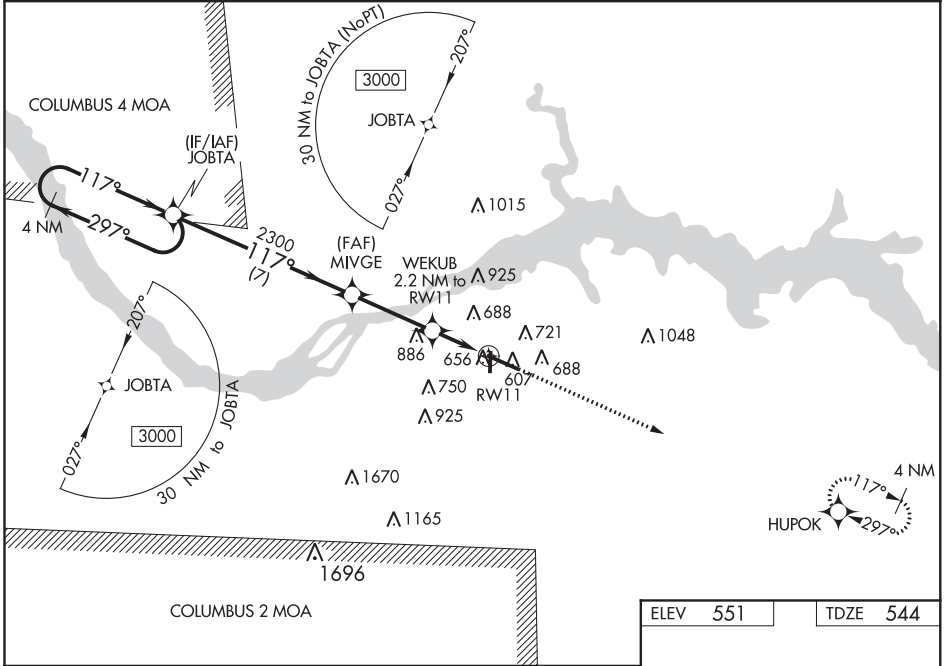 30 NM to JOBTA (NoPT)
207°
3000
JOBTA
027°
COLUMBUS 4 MOA
(IF/IAF)
JOBTA
117°
4 NM
297°
2300
117°
(7)
(FAF)
MIVGE
WEKUB
2.2 NM to
RW11
1015
925
688
721
1048
886
656
607
688
RW11
750
925
207°
JOBTA
3000
027°
30 NM to JOBTA
1670
1165
1696
4 NM
117°
HUPOK
297°
COLUMBUS 2 MOA
ELEV 551
TDZE 544